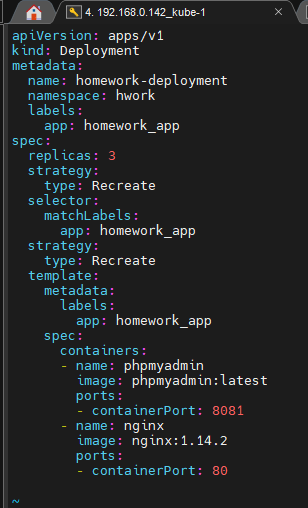 4. 192.168.0.142_kube-1
apiVersion: apps/v1
kind: Deployment
metadata:
  name: homework-deployment
  namespace: hwork
  labels:
    app: homework_app
spec:
  replicas: 3
  strategy:
    type: Recreate
  selector:
    matchLabels:
      app: homework_app
  strategy:
    type: Recreate
  template:
    metadata:
      labels:
        app: homework_app
    spec:
      containers:
      - name: phpmyadmin
        image: phpmyadmin:latest
        ports:
        - containerPort: 8081
      - name: nginx
        image: nginx:1.14.2
        ports:
        - containerPort: 80
~